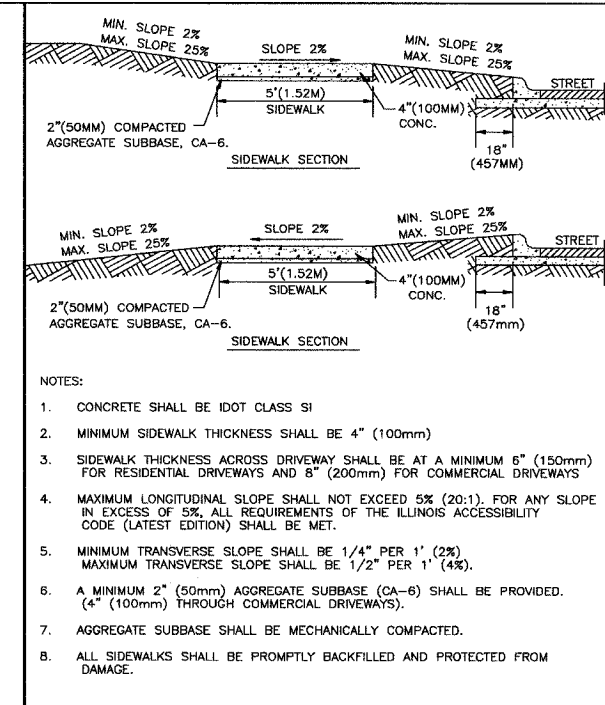 MIN. SLOPE 2%
MAX. SLOPE 25%
SLOPE 2%
MIN. SLOPE 2%
MAX. SLOPE 25%
STREET
5'(1.52M)
SIDEWALK
4"(100MM)
CONC.
2"(50MM) COMPACTED
AGGREGATE SUBBASE, CA-6.
18"
(457MM)
SIDEWALK SECTION
MIN. SLOPE 2%
MAX. SLOPE 25%
SLOPE 2%
MIN. SLOPE 2%
MAX. SLOPE 25%
STREET
5'(1.52M)
SIDEWALK
4"(100MM)
CONC.
2"(50MM) COMPACTED
AGGREGATE SUBBASE, CA-6.
18"
(457mm)
SIDEWALK SECTION
NOTES:
1. CONCRETE SHALL BE IDOT CLASS SI
2. MINIMUM SIDEWALK THICKNESS SHALL BE 4" (100mm)
3. SIDEWALK THICKNESS ACROSS DRIVEWAY SHALL BE AT A MINIMUM 6" (150mm)
FOR RESIDENTIAL DRIVEWAYS AND 8" (200mm) FOR COMMERCIAL DRIVEWAYS
4. MAXIMUM LONGITUDINAL SLOPE SHALL NOT EXCEED 5% (20:1). FOR ANY SLOPE
IN EXCESS OF 5%, ALL REQUIREMENTS OF THE ILLINOIS ACCESSIBILITY
CODE (LATEST EDITION) SHALL BE MET.
5. MINIMUM TRANSVERSE SLOPE SHALL BE 1/4" PER 1' (2%)
MAXIMUM TRANSVERSE SLOPE SHALL BE 1/2" PER 1' (4%).
6. A MINIMUM 2" (50mm) AGGREGATE SUBBASE (CA-6) SHALL BE PROVIDED.
(4" (100mm) THROUGH COMMERCIAL DRIVEWAYS).
7. AGGREGATE SUBBASE SHALL BE MECHANICALLY COMPACTED.
8. ALL SIDEWALKS SHALL BE PROMPTLY BACKFILLED AND PROTECTED FROM
DAMAGE.